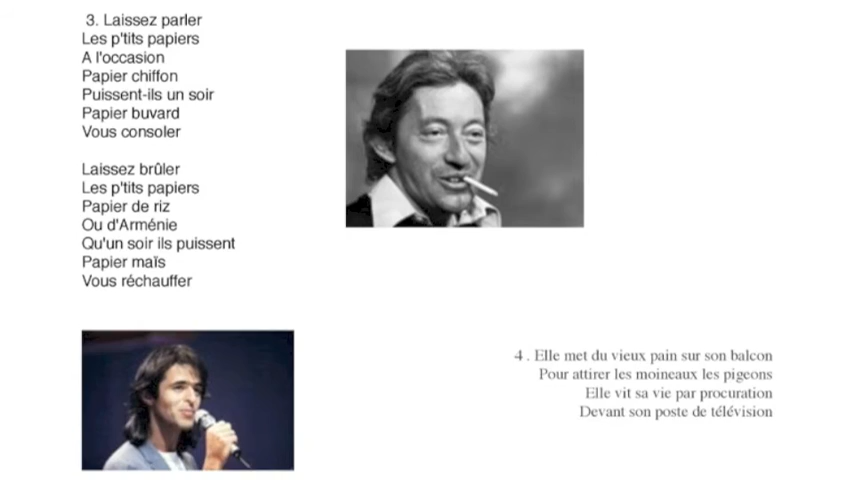 3. Laissez parler
Les p'tits papiers
A l'occasion
Papier chiffon
Puissent-ils un soir
Papier buvard
Vous consoler
Laissez brûler
Les p'tits papiers
Papier de riz
Ou d'Arménie
Qu'un soir ils puissent
Papier maïs
Vous réchauffer
4 . Elle met du vieux pain sur son balcon
Pour attirer les moineaux les pigeons
Elle vit sa vie par procuration
Devant son poste de télévision